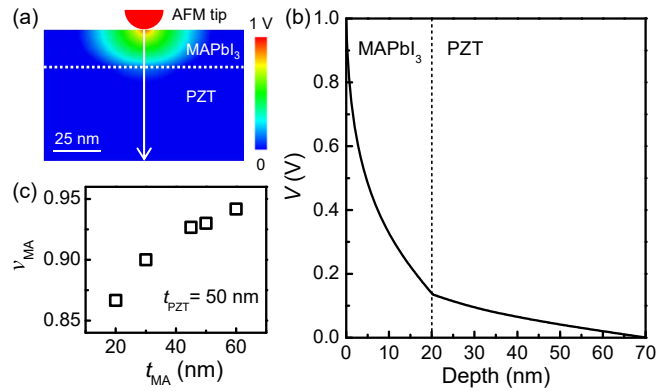 (a)
AFM tip
1 V
MAPbI₃
PZT
25 nm
0
(b)
1.0
0.8
0.6
0.4
0.2
0.0
V (V)
MAPbI₃
PZT
0 10 20 30 40 50 60 70
Depth (nm)
(c)
0.95
0.90
0.85
νMA
tPZT= 50 nm
20 40 60
tMA (nm)